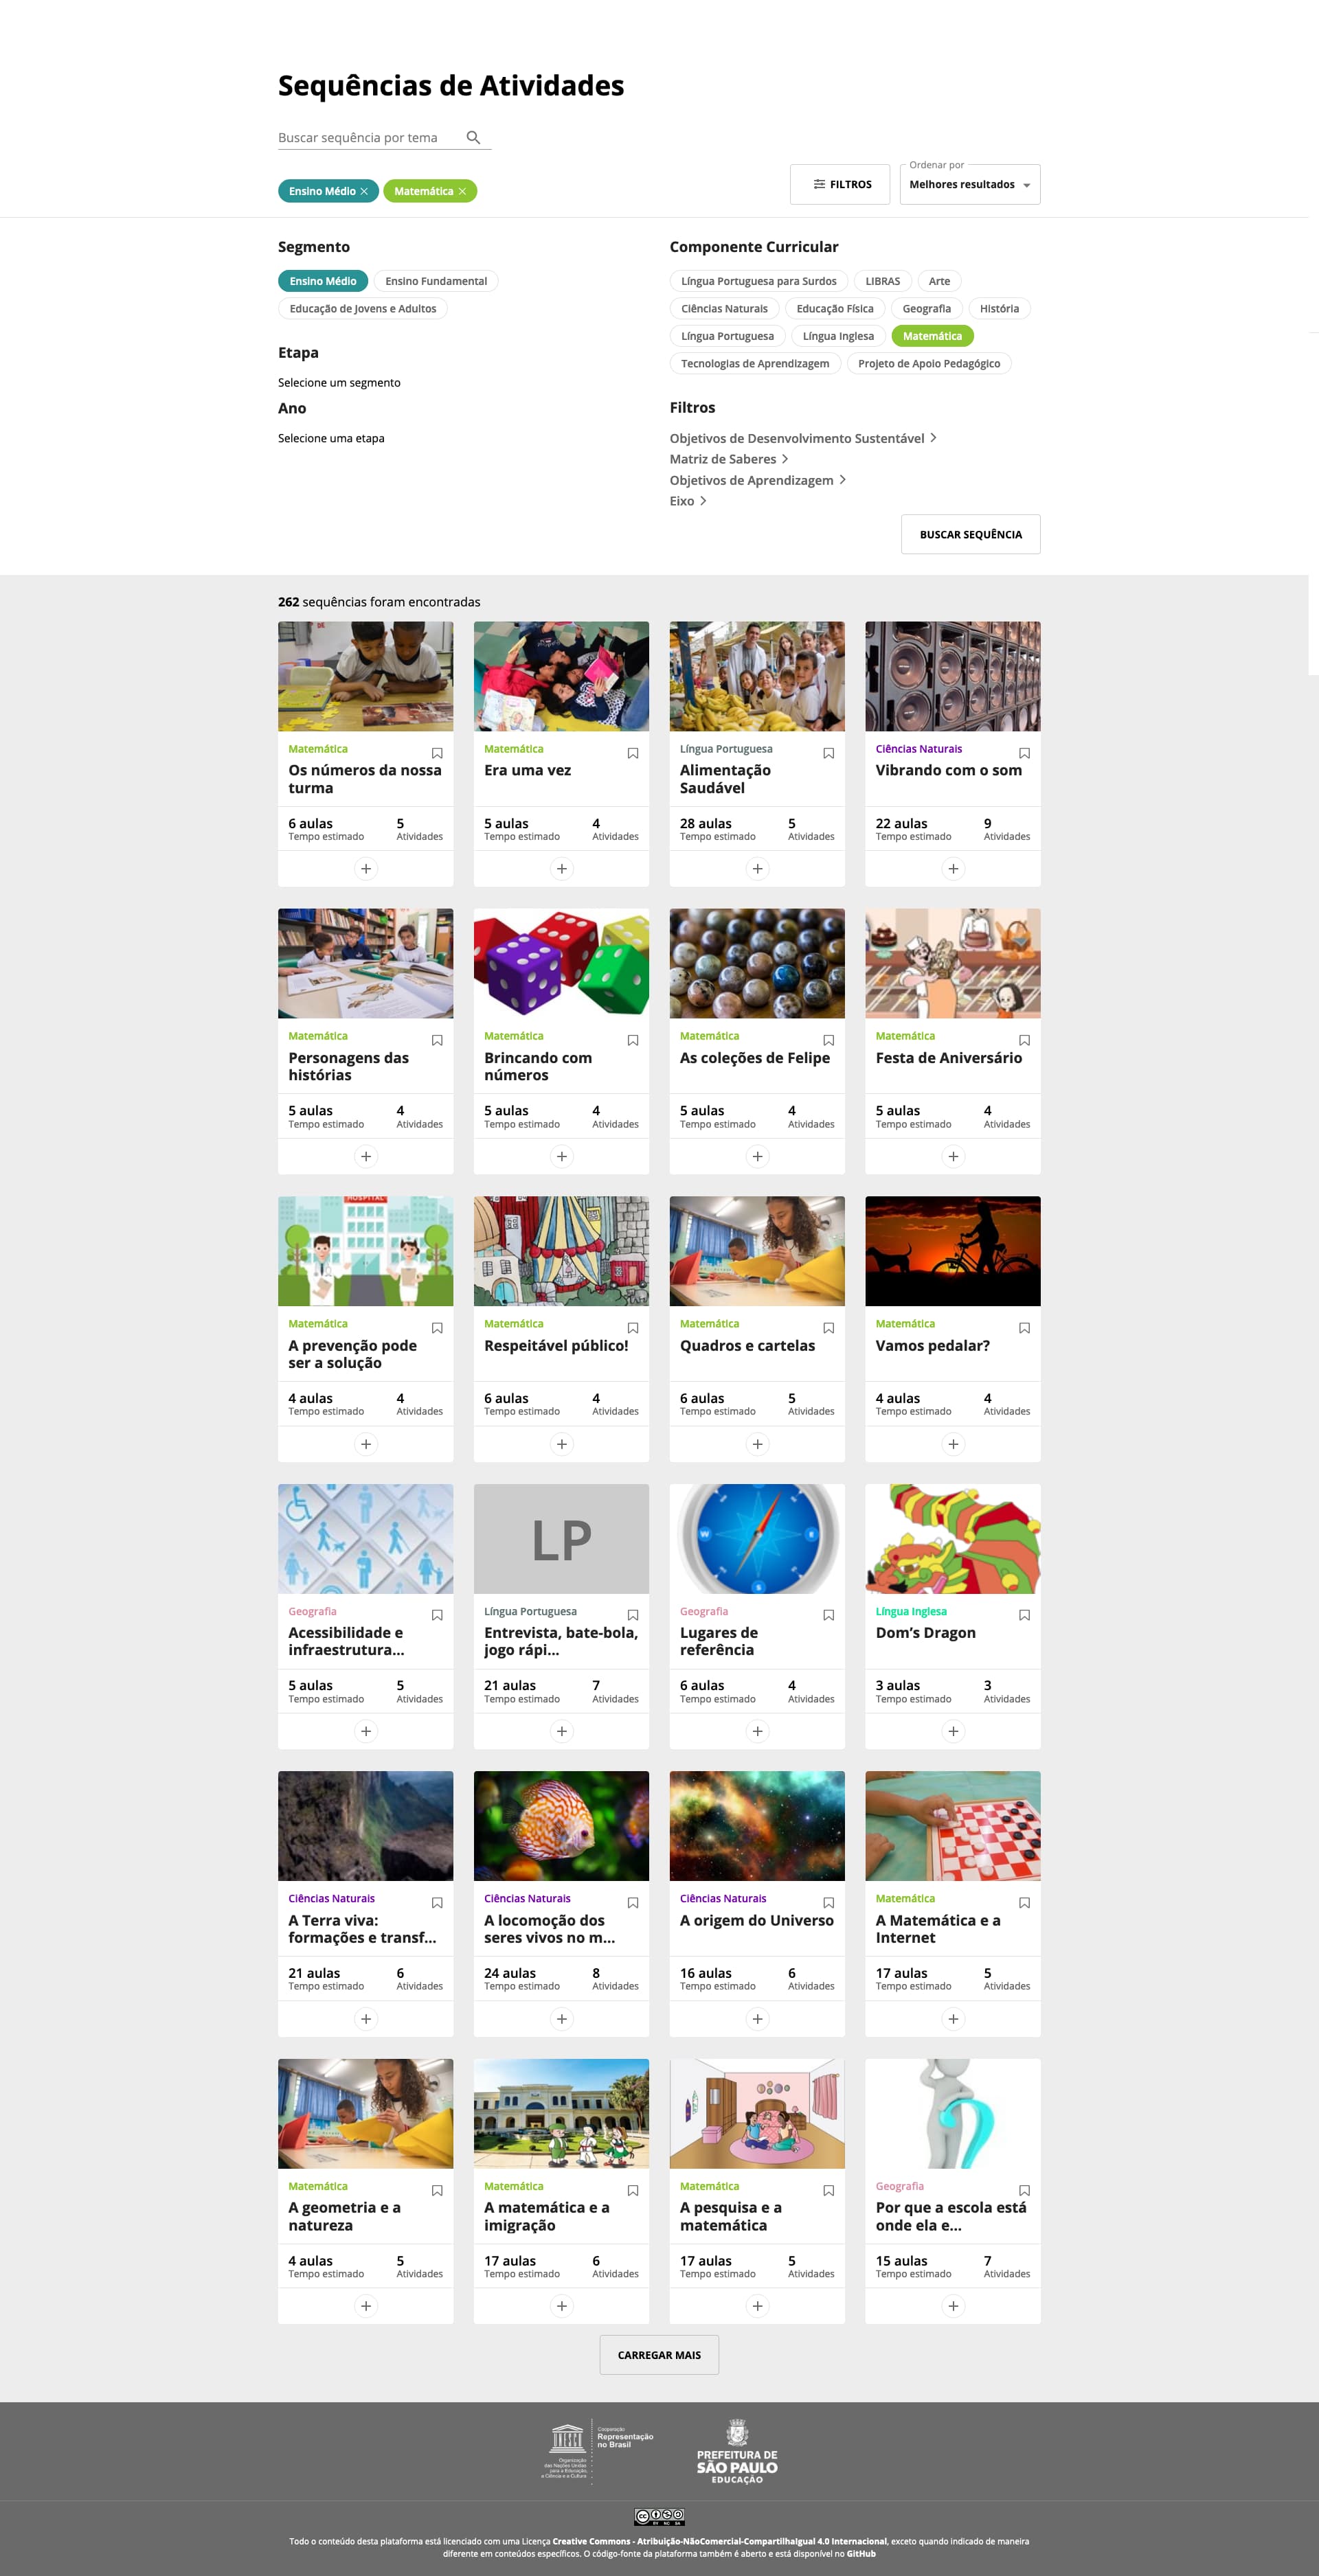 Sequências de Atividades
Buscar sequência por tema
Ensino Médio
Matemática
FILTROS
Ordenar por
Melhores resultados
Segmento
Ensino Médio
Ensino Fundamental
Educação de Jovens e Adultos
Etapa
Selecione um segmento
Ano
Selecione uma etapa
Componente Curricular
Língua Portuguesa para Surdos
LIBRAS
Arte
Ciências Naturais
Educação Física
Geografia
História
Língua Portuguesa
Língua Inglesa
Matemática
Tecnologias de Aprendizagem
Projeto de Apoio Pedagógico
Filtros
Objetivos de Desenvolvimento Sustentável
Matriz de Saberes
Objetivos de Aprendizagem
Eixo
BUSCAR SEQUÊNCIA
262 sequências foram encontradas
Matemática
Os números da nossa
turma
6 aulas
Tempo estimado
5
Atividades
Matemática
Era uma vez
5 aulas
Tempo estimado
4
Atividades
Língua Portuguesa
Alimentação
Saudável
28 aulas
Tempo estimado
5
Atividades
Ciências Naturais
Vibrando com o som
22 aulas
Tempo estimado
9
Atividades
Matemática
Personagens das
histórias
5 aulas
Tempo estimado
4
Atividades
Matemática
Brincando com
números
5 aulas
Tempo estimado
4
Atividades
Matemática
As coleções de Felipe
5 aulas
Tempo estimado
4
Atividades
Matemática
Festa de Aniversário
5 aulas
Tempo estimado
4
Atividades
HOSPITAL
Matemática
A prevenção pode
ser a solução
4 aulas
Tempo estimado
4
Atividades
Matemática
Respeitável público!
6 aulas
Tempo estimado
4
Atividades
Matemática
Quadros e cartelas
6 aulas
Tempo estimado
5
Atividades
Matemática
Vamos pedalar?
4 aulas
Tempo estimado
4
Atividades
Geografia
Acessibilidade e
infraestrutura...
5 aulas
Tempo estimado
5
Atividades
LP
Língua Portuguesa
Entrevista, bate-bola,
jogo rápi...
21 aulas
Tempo estimado
7
Atividades
W
E
S
Geografia
Lugares de
referência
6 aulas
Tempo estimado
4
Atividades
Língua Inglesa
Dom’s Dragon
3 aulas
Tempo estimado
3
Atividades
Ciências Naturais
A Terra viva:
formações e transf...
21 aulas
Tempo estimado
6
Atividades
Ciências Naturais
A locomoção dos
seres vivos no m...
24 aulas
Tempo estimado
8
Atividades
Ciências Naturais
A origem do Universo
16 aulas
Tempo estimado
6
Atividades
Matemática
A Matemática e a
Internet
17 aulas
Tempo estimado
5
Atividades
Matemática
A geometria e a
natureza
4 aulas
Tempo estimado
5
Atividades
Matemática
A matemática e a
imigração
17 aulas
Tempo estimado
6
Atividades
Matemática
A pesquisa e a
matemática
17 aulas
Tempo estimado
5
Atividades
Geografia
Por que a escola está
onde ela e...
15 aulas
Tempo estimado
7
Atividades
CARREGAR MAIS
UNESCO
Organização
das Nações Unidas
para a Educação,
a Ciência e a Cultura
Cooperação
Representação
no Brasil
PREFEITURA DE
SÃO PAULO
EDUCAÇÃO
cc
BY NC SA
Todo o conteúdo desta plataforma está licenciado com uma Licença Creative Commons - Atribuição-NãoComercial-CompartilhaIgual 4.0 Internacional, exceto quando indicado de maneira
diferente em conteúdos específicos. O código-fonte da plataforma também é aberto e está disponível no GitHub